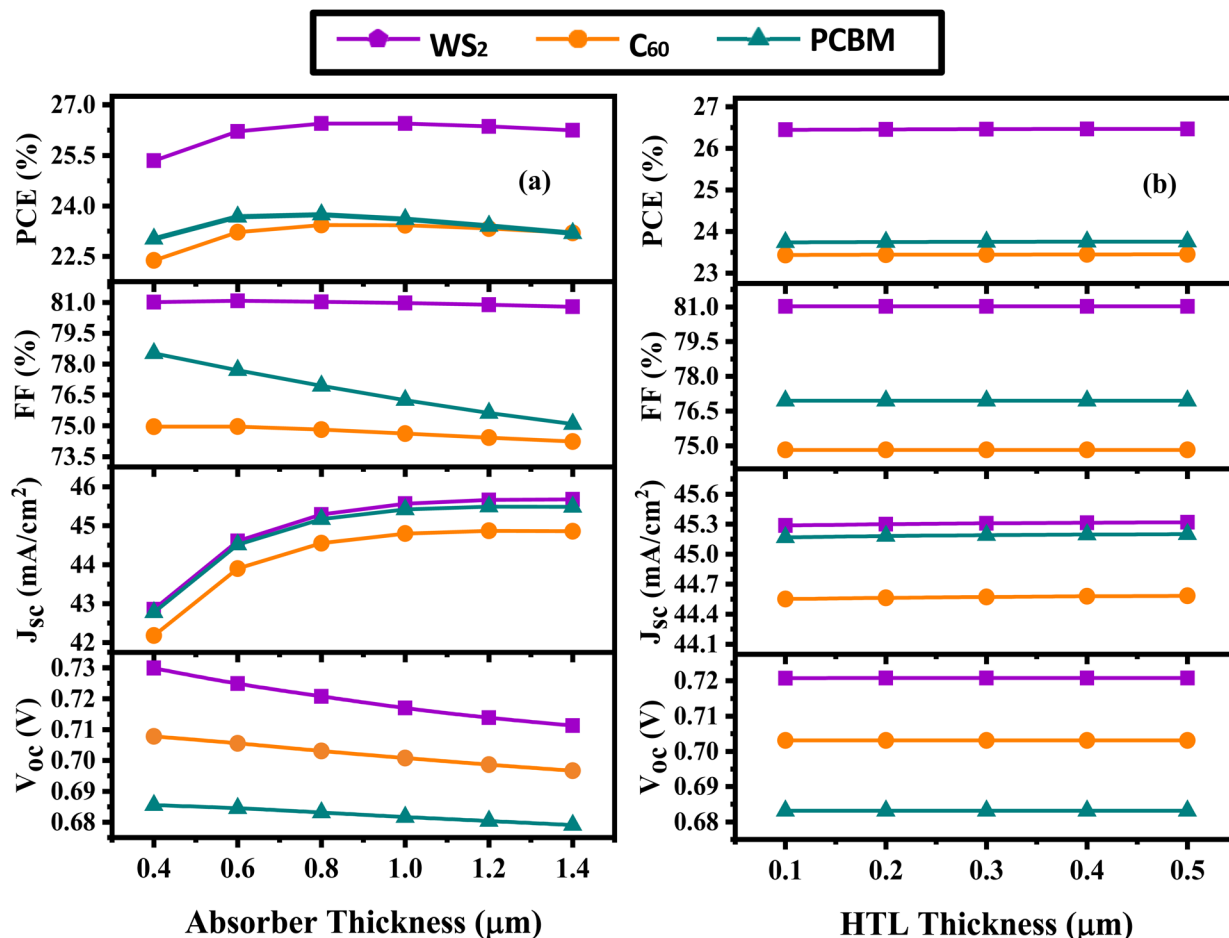 WS₂ C₆₀ PCBM
PCE (%)
27.0
25.5
24.0
22.5
(a)
FF (%)
81.0
79.5
78.0
76.5
75.0
73.5
J_sc (mA/cm²)
46
45
44
43
42
V_oc (V)
0.73
0.72
0.71
0.70
0.69
0.68
0.4 0.6 0.8 1.0 1.2 1.4
Absorber Thickness (μm)
PCE (%)
27
26
25
24
23
(b)
FF (%)
81.0
79.5
78.0
76.5
75.0
J_sc (mA/cm²)
45.6
45.3
45.0
44.7
44.4
44.1
V_oc (V)
0.72
0.71
0.70
0.69
0.68
0.1 0.2 0.3 0.4 0.5
HTL Thickness (μm)